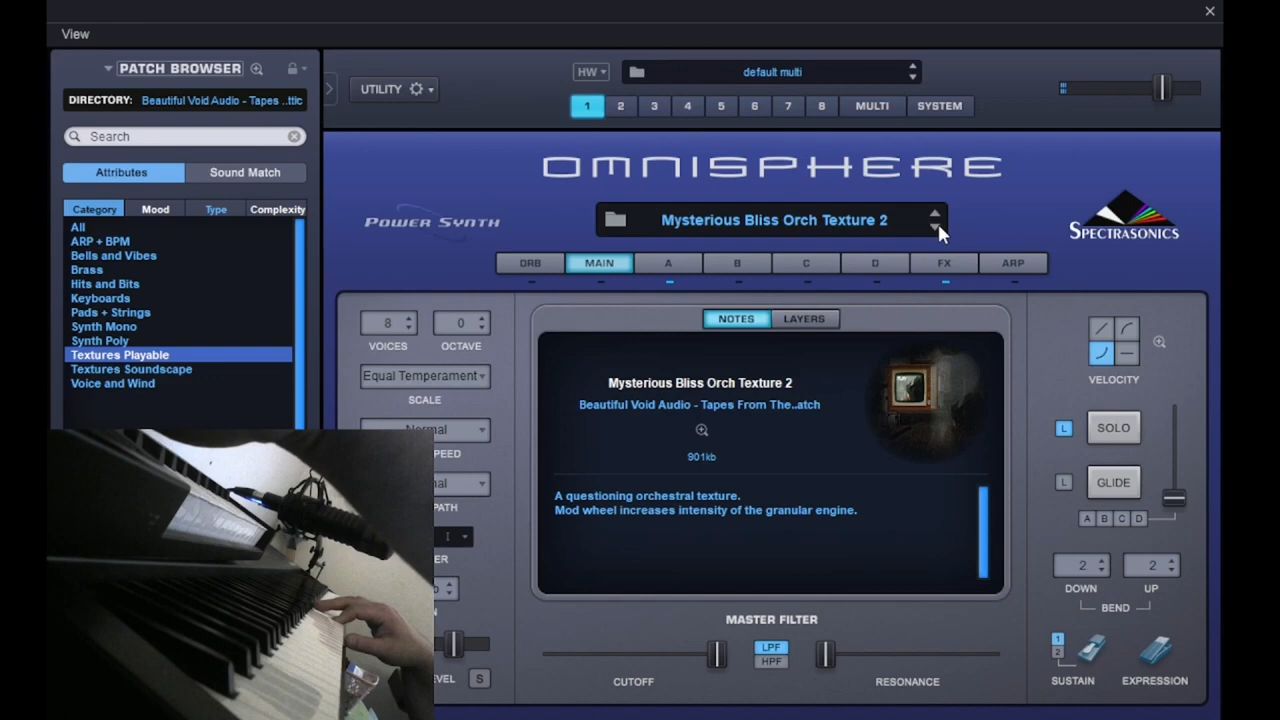 View
PATCH BROWSER
DIRECTORY: Beautiful Void Audio - Tapes ..ttic
Search
Attributes
Sound Match
Category
Mood
Type
Complexity
All
ARP + BPM
Bells and Vibes
Brass
Hits and Bits
Keyboards
Pads + Strings
Synth Mono
Synth Poly
Textures Playable
Textures Soundscape
Voice and Wind
UTILITY
HW
default multi
1 2 3 4 5 6 7 8 MULTI SYSTEM
OMNISPHERE
POWER SYNTH
Mysterious Bliss Orch Texture 2
SPECTRASONICS
ORB MAIN A B C D FX ARP
8
0
VOICES
OCTAVE
Equal Temperament
SCALE
NOTES
LAYERS
Mysterious Bliss Orch Texture 2
Beautiful Void Audio - Tapes From The..atch
901kb
A questioning orchestral texture.
Mod wheel increases intensity of the granular engine.
MASTER FILTER
LPF
HPF
CUTOFF
RESONANCE
VELOCITY
L
SOLO
L
GLIDE
A B C D
2
2
DOWN
UP
BEND
1
2
SUSTAIN
EXPRESSION
S